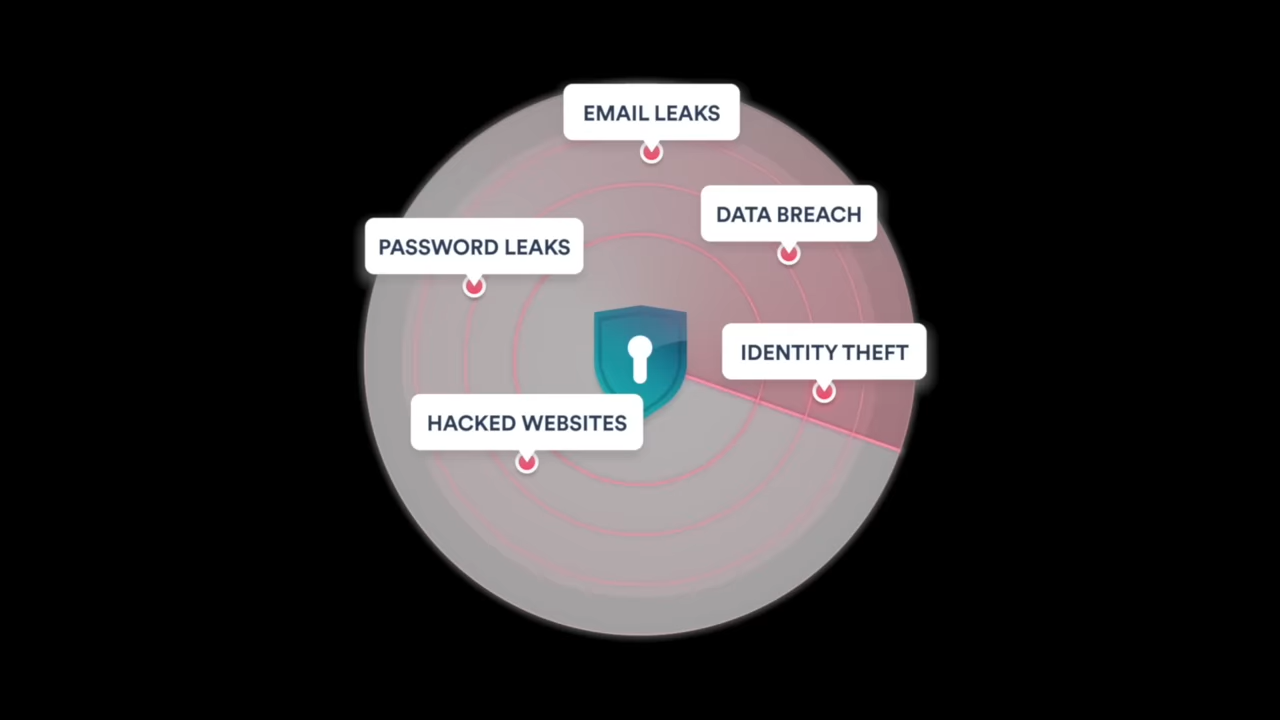 EMAIL LEAKS
DATA BREACH
PASSWORD LEAKS
IDENTITY THEFT
HACKED WEBSITES